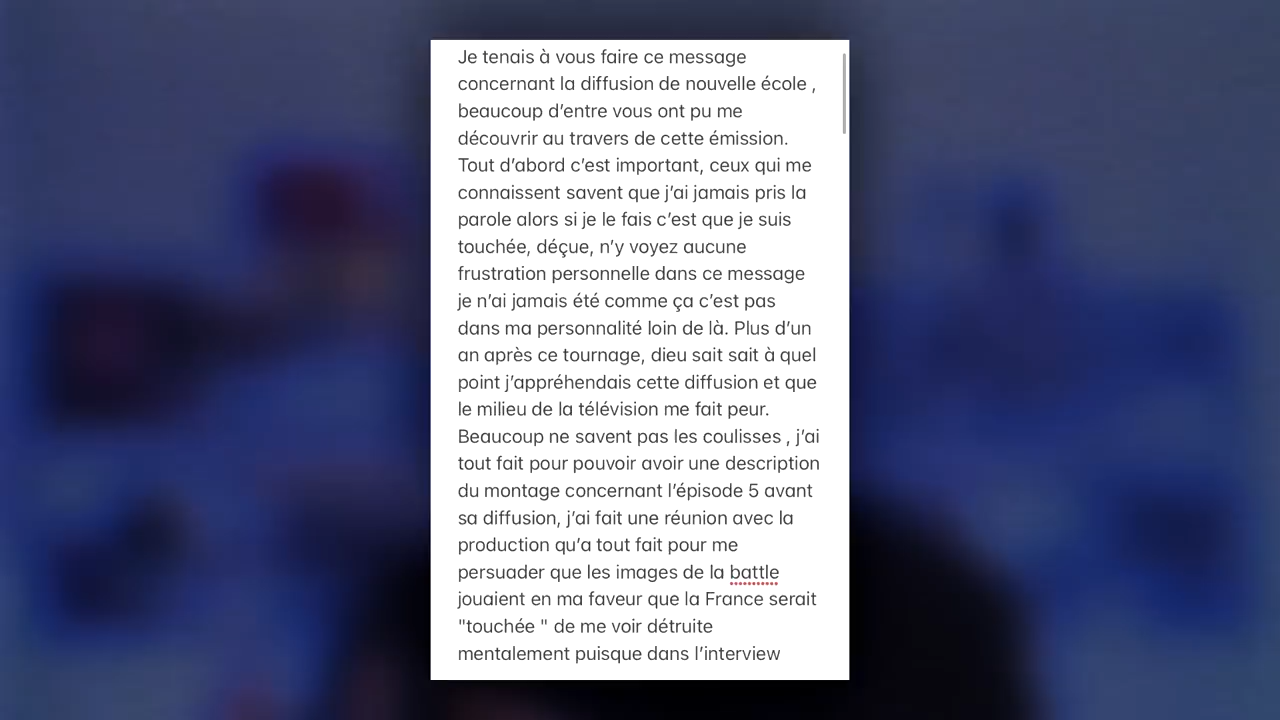 Je tenais à vous faire ce message
concernant la diffusion de nouvelle école ,
beaucoup d’entre vous ont pu me
découvrir au travers de cette émission.
Tout d’abord c’est important, ceux qui me
connaissent savent que j’ai jamais pris la
parole alors si je le fais c’est que je suis
touchée, déçue, n’y voyez aucune
frustration personnelle dans ce message
je n’ai jamais été comme ça c’est pas
dans ma personnalité loin de là. Plus d’un
an après ce tournage, dieu sait sait à quel
point j’appréhendais cette diffusion et que
le milieu de la télévision me fait peur.
Beaucoup ne savent pas les coulisses , j’ai
tout fait pour pouvoir avoir une description
du montage concernant l’épisode 5 avant
sa diffusion, j’ai fait une réunion avec la
production qu’a tout fait pour me
persuader que les images de la battle
jouaient en ma faveur que la France serait
"touchée " de me voir détruite
mentalement puisque dans l’interview